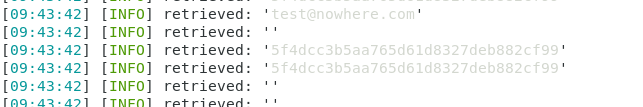 [09:43:42] [INFO] retrieved: 'test@nowhere.com'
[09:43:42] [INFO] retrieved: ''
[09:43:42] [INFO] retrieved: '5f4dcc3b5aa765d61d8327deb882cf99'
[09:43:42] [INFO] retrieved: '5f4dcc3b5aa765d61d8327deb882cf99'
[09:43:42] [INFO] retrieved: ''
[09:43:42] [INFO] retrieved: ''